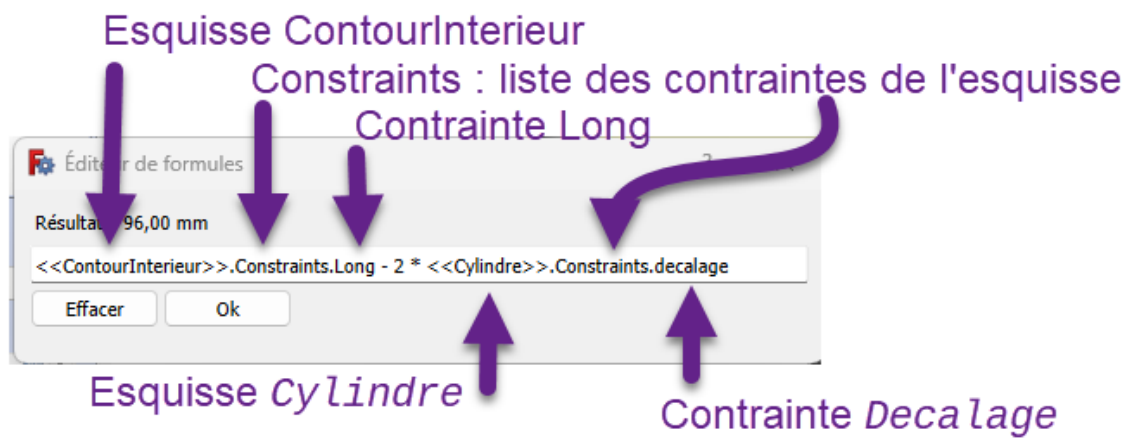 Esquisse ContourInterieur
Constraints : liste des contraintes de l'esquisse
Contrainte Long
Éditeur de formules
Résultat 96,00 mm
<<ContourInterieur>>.Constraints.Long - 2 * <<Cylindre>>.Constraints.decalage
Effacer
Ok
Esquisse Cylindre
Contrainte Decalage